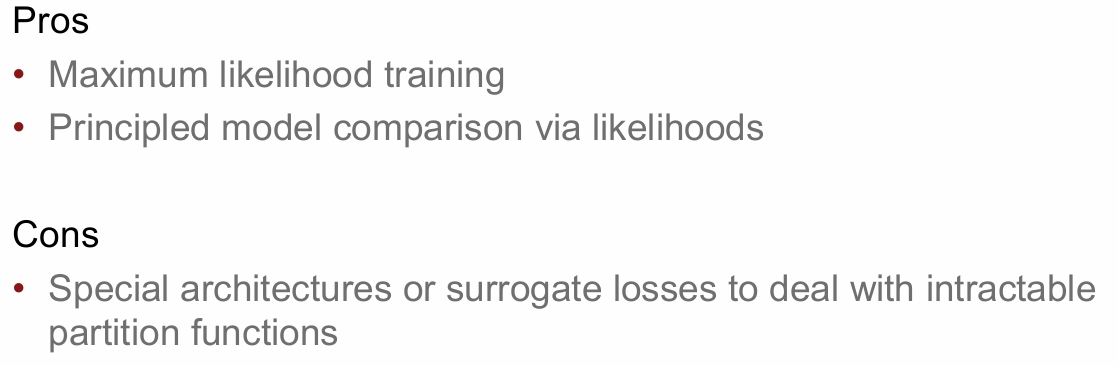 Pros
• Maximum likelihood training
• Principled model comparison via likelihoods
Cons
• Special architectures or surrogate losses to deal with intractable
partition functions